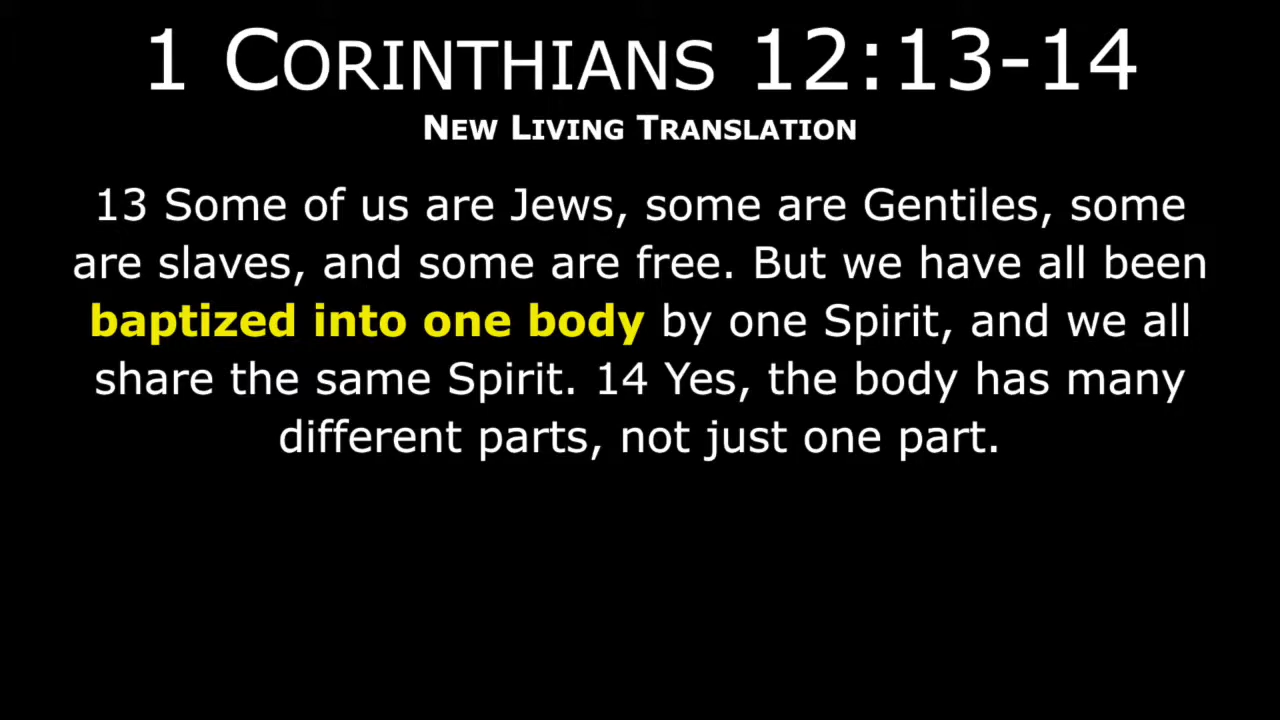 1 CORINTHIANS 12:13-14
NEW LIVING TRANSLATION
13 Some of us are Jews, some are Gentiles, some
are slaves, and some are free. But we have all been
baptized into one body by one Spirit, and we all
share the same Spirit. 14 Yes, the body has many
different parts, not just one part.